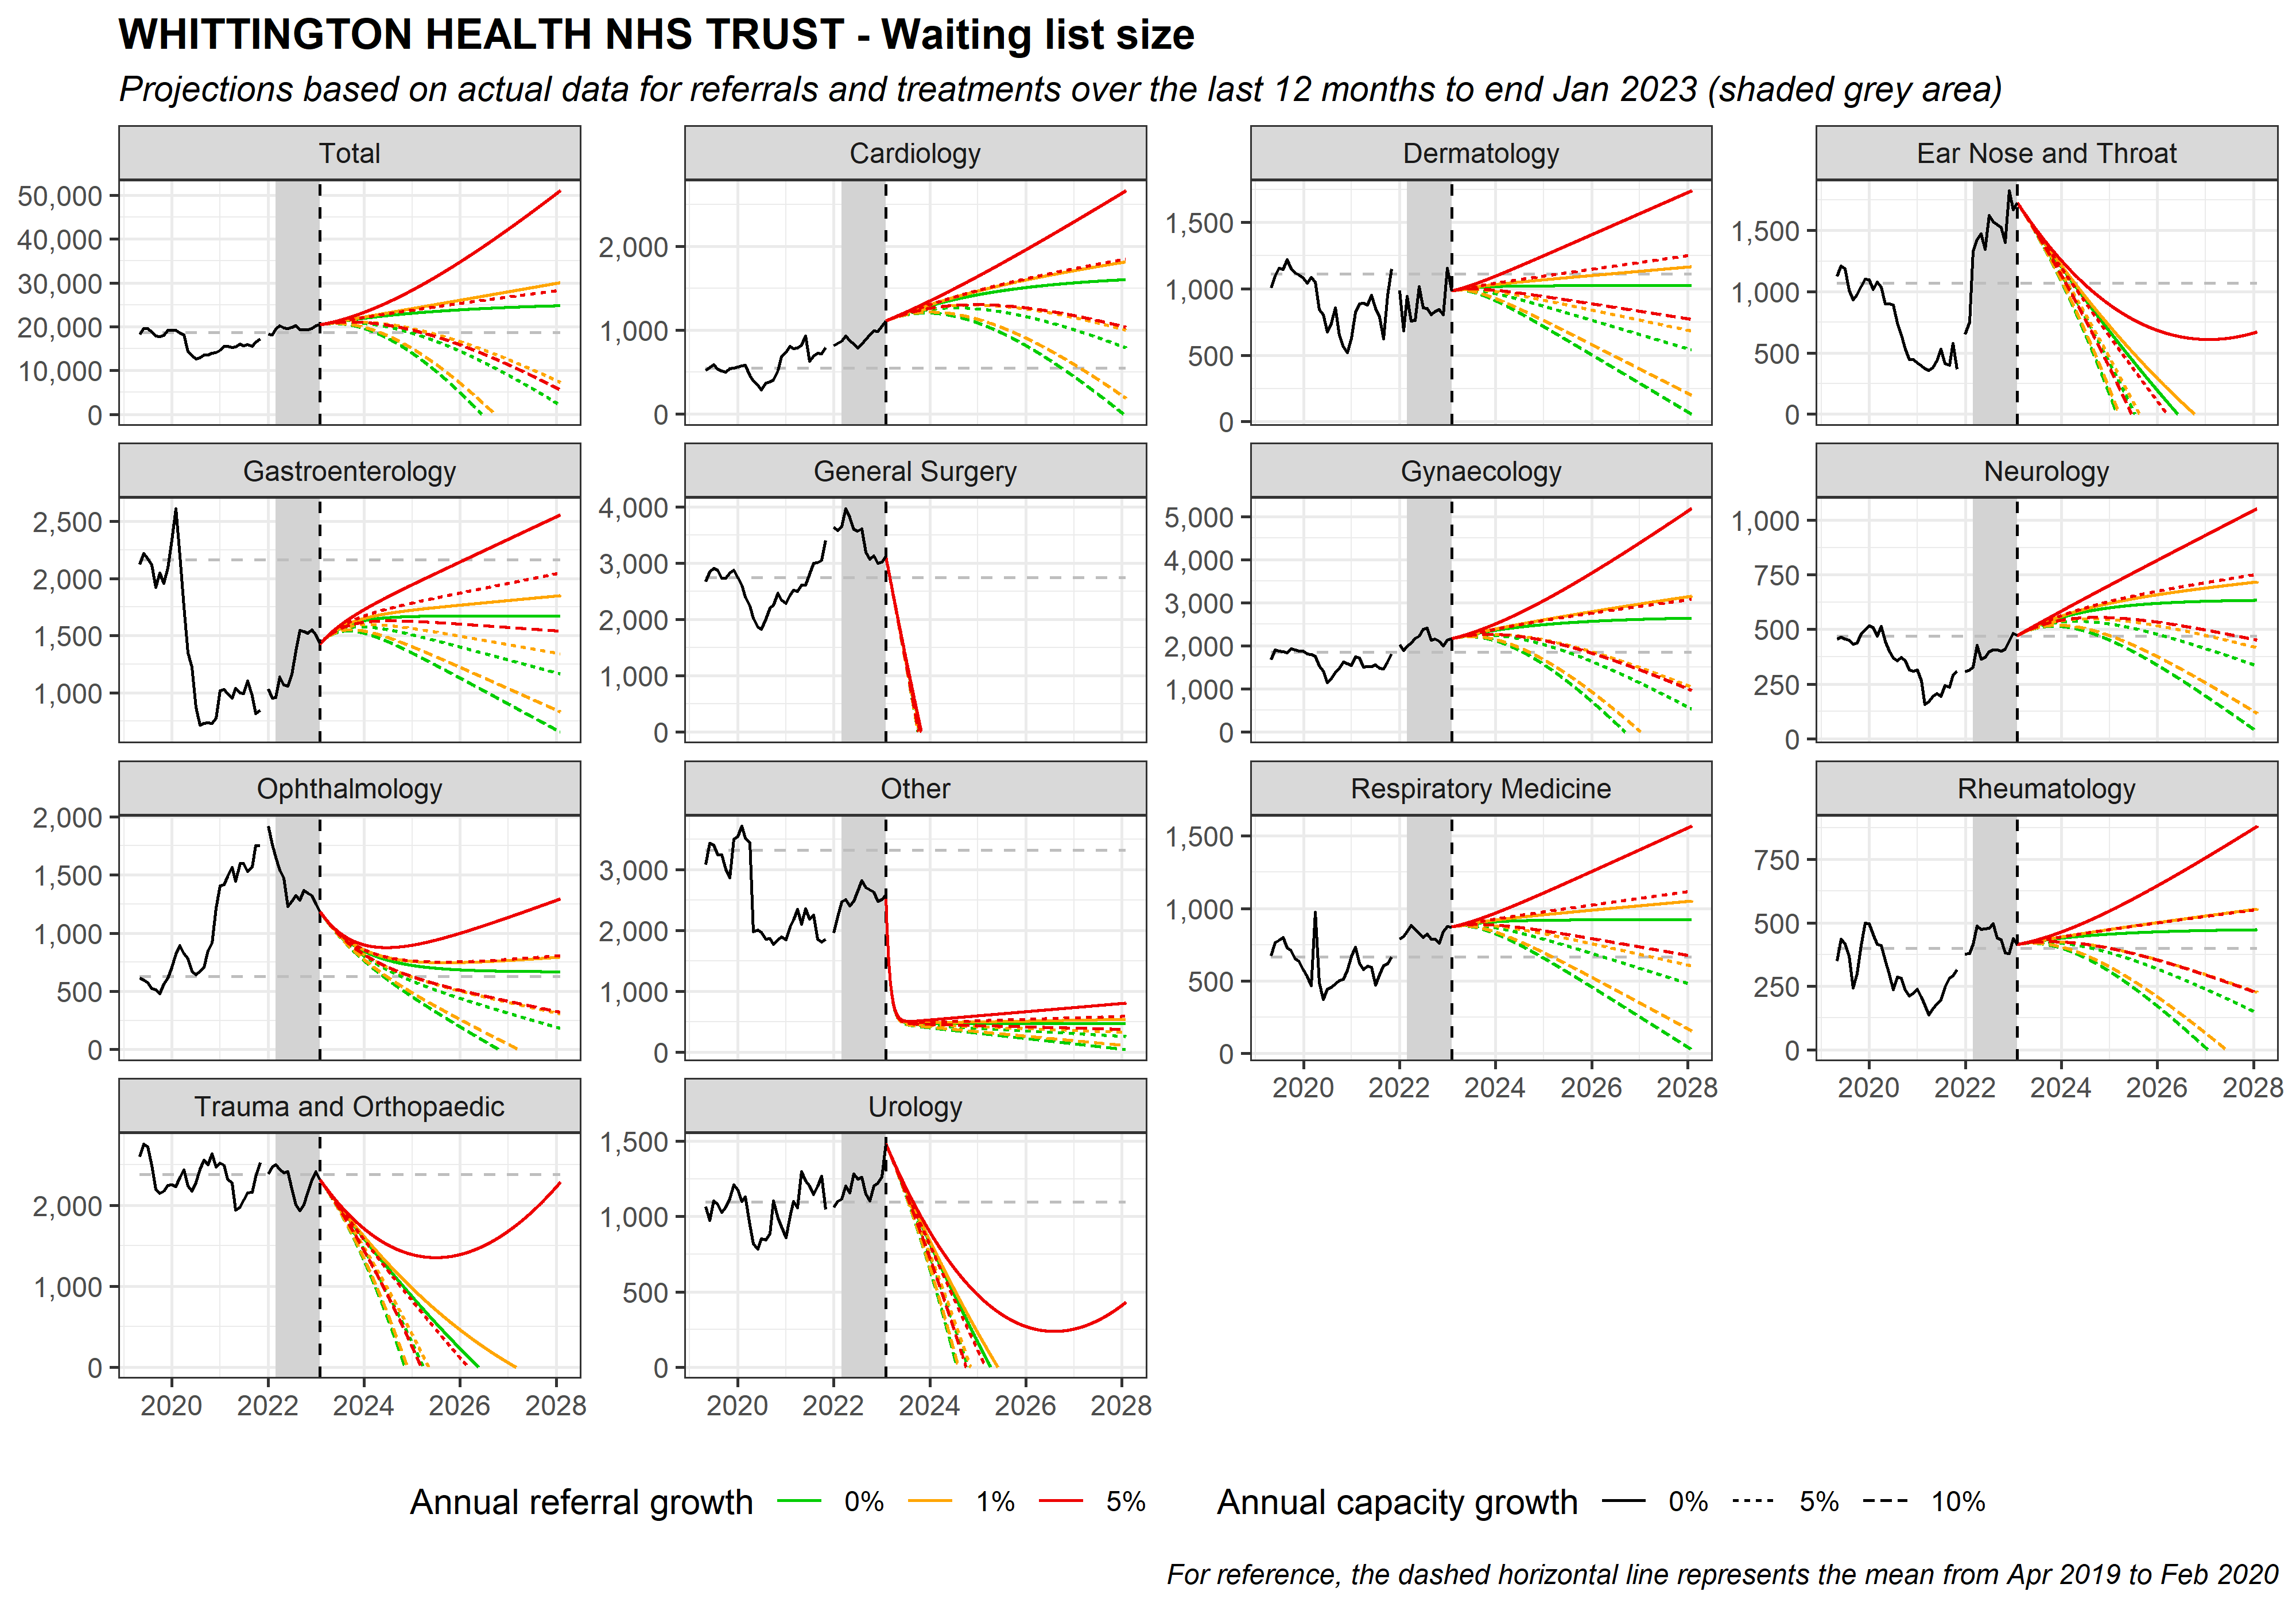 WHITTINGTON HEALTH NHS TRUST - Waiting list size
Projections based on actual data for referrals and treatments over the last 12 months to end Jan 2023 (shaded grey area)
Total
50,000
40,000
30,000
20,000
10,000
0
Cardiology
2,000
1,000
0
Dermatology
1,500
1,000
500
0
Ear Nose and Throat
1,500
1,000
500
0
Gastroenterology
2,500
2,000
1,500
1,000
General Surgery
4,000
3,000
2,000
1,000
0
Gynaecology
5,000
4,000
3,000
2,000
1,000
0
Neurology
1,000
750
500
250
0
Ophthalmology
2,000
1,500
1,000
500
0
Other
3,000
2,000
1,000
0
Respiratory Medicine
1,500
1,000
500
0
2020 2022 2024 2026 2028
Rheumatology
750
500
250
0
2020 2022 2024 2026 2028
Trauma and Orthopaedic
2,000
1,000
0
2020 2022 2024 2026 2028
Urology
1,500
1,000
500
0
2020 2022 2024 2026 2028
Annual referral growth 0% 1% 5% Annual capacity growth 0% 5% 10%
For reference, the dashed horizontal line represents the mean from Apr 2019 to Feb 2020